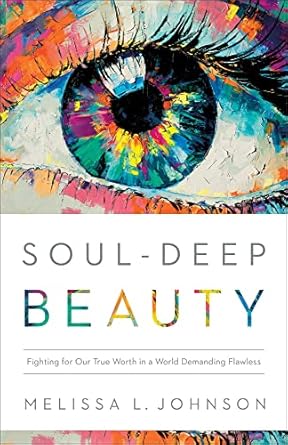 SOUL-DEEP
BEAUTY
Fighting for Our True Worth in a World Demanding Flawless
MELISSA L. JOHNSON